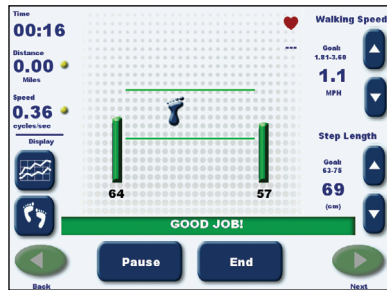 Time
00:16
Distance
0.00
Miles
Speed
0.36
cycles/sec
Display
---
64
57
GOOD JOB!
Pause
End
Back
Next
Walking Speed
Goal:
1.81-3.60
1.1
MPH
Step Length
Goal
63-75
69
(cm)